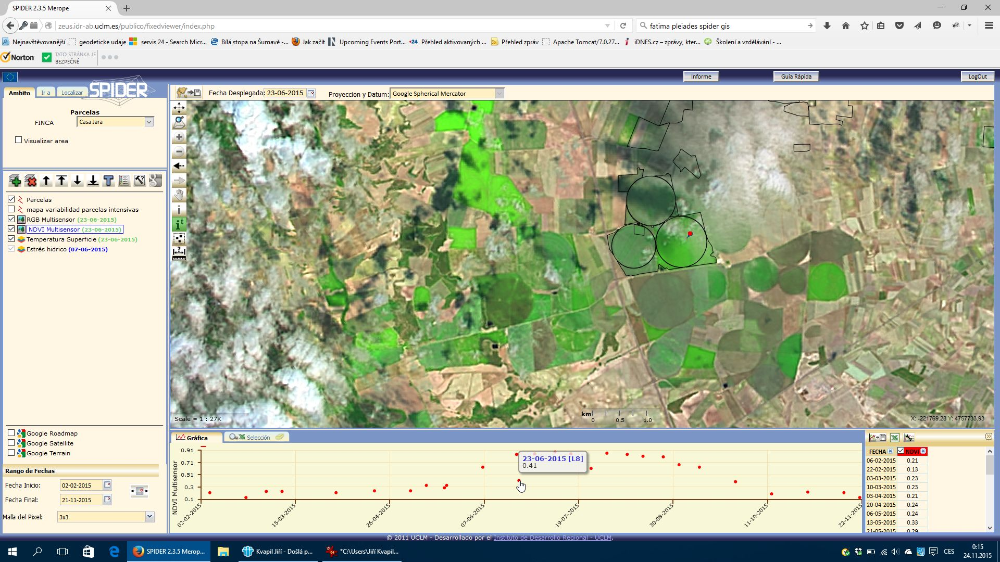 SPIDER 2.3.5 Merope
zeus.idr-ab.uclm.es/publico/fixedviewer/index.php
fatima pleiades spider gis
Nejnavštěvovanější
geodeticke udaje
servis 24 - Search Micr...
Bílá stopa na Šumavě -...
Jak začít
Upcoming Events Port...
24 Přehled aktivovaných ...
Přehled zpráv
Apache Tomcat/7.0.27...
iDNES.cz – zprávy, kter...
Školení a vzdělávání - ...
Norton
TATO STRÁNKA JE
BEZPEČNÉ
Informe
Guía Rápida
LogOut
Ambito
Ir a
Localizar
SPIDER
Fecha Desplegada: 23-06-2015
Proyeccion y Datum: Google Spherical Mercator
Parcelas
FINCA
Casa Jara
Visualizar area
Parcelas
mapa variabilidad parcelas intensivas
RGB Multisensor (23-06-2015)
NDVI Multisensor (23-06-2015)
Temperatura Superficie (23-06-2015)
Estrés hidrico (07-06-2015)
Google Roadmap
Google Satellite
Google Terrain
Rango de Fechas
Fecha Inicio: 02-02-2015
Fecha Final: 21-11-2015
Malla del Pixel: 3x3
Scale = 1 : 27K
km
0 0.5 1.0
X: -221769.28 Y: 4757733.93
Gráfica
Selección
NDVI Multisensor
0.91
0.71
0.51
0.3
0.1
02-02-2015
15-03-2015
26-04-2015
07-06-2015
19-07-2015
30-08-2015
11-10-2015
22-11-2015
23-06-2015 [L8]
0.41
FECHA NDVI
06-02-2015 0.21
22-02-2015 0.13
03-03-2015 0.23
10-03-2015 0.23
03-04-2015 0.21
20-04-2015 0.24
06-05-2015 0.24
13-05-2015 0.33
21-05-2015 0.29
© 2011 UCLM - Desarrollado por el Instituto de Desarrollo Regional - UCLM.
SPIDER 2.3.5 Merop...
Kvapil Jiří - Došlá p...
*C:\Users\Jiří Kvapil...
CES
0:15
24.11.2015